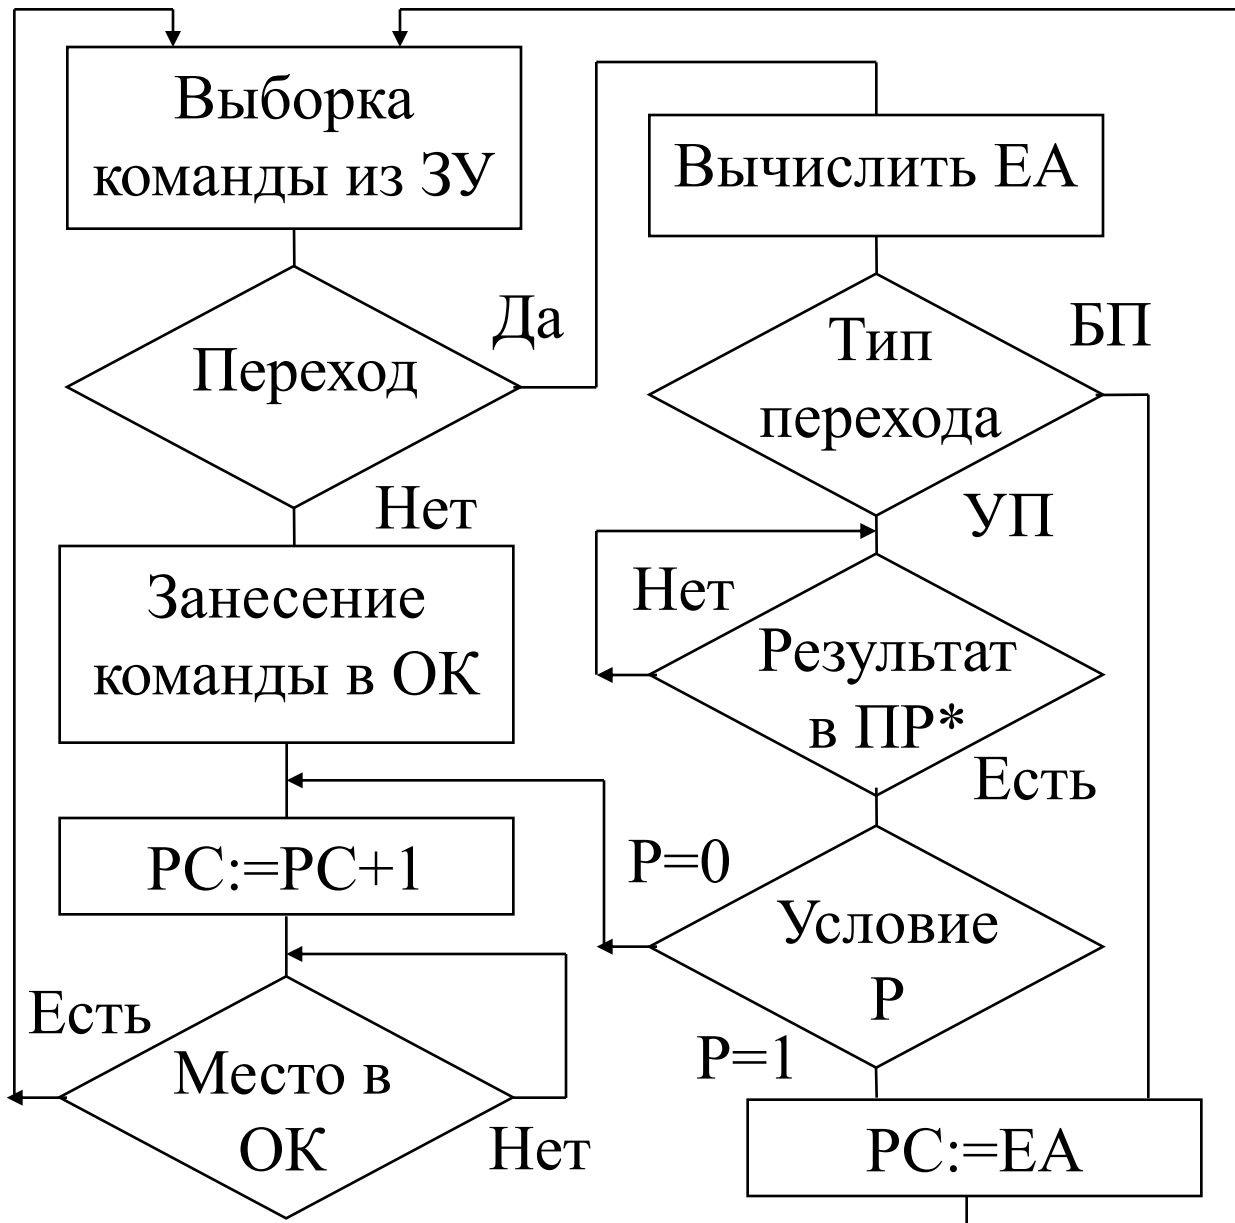 Выборка
команды из ЗУ
Переход
Да
Нет
Занесение
команды в ОК
PC:=PC+1
Есть
Место в
ОК
Нет
Вычислить ЕА
Тип
перехода
БП
УП
Нет
Результат
в ПР*
Есть
P=0
Условие
Р
P=1
PC:=EA